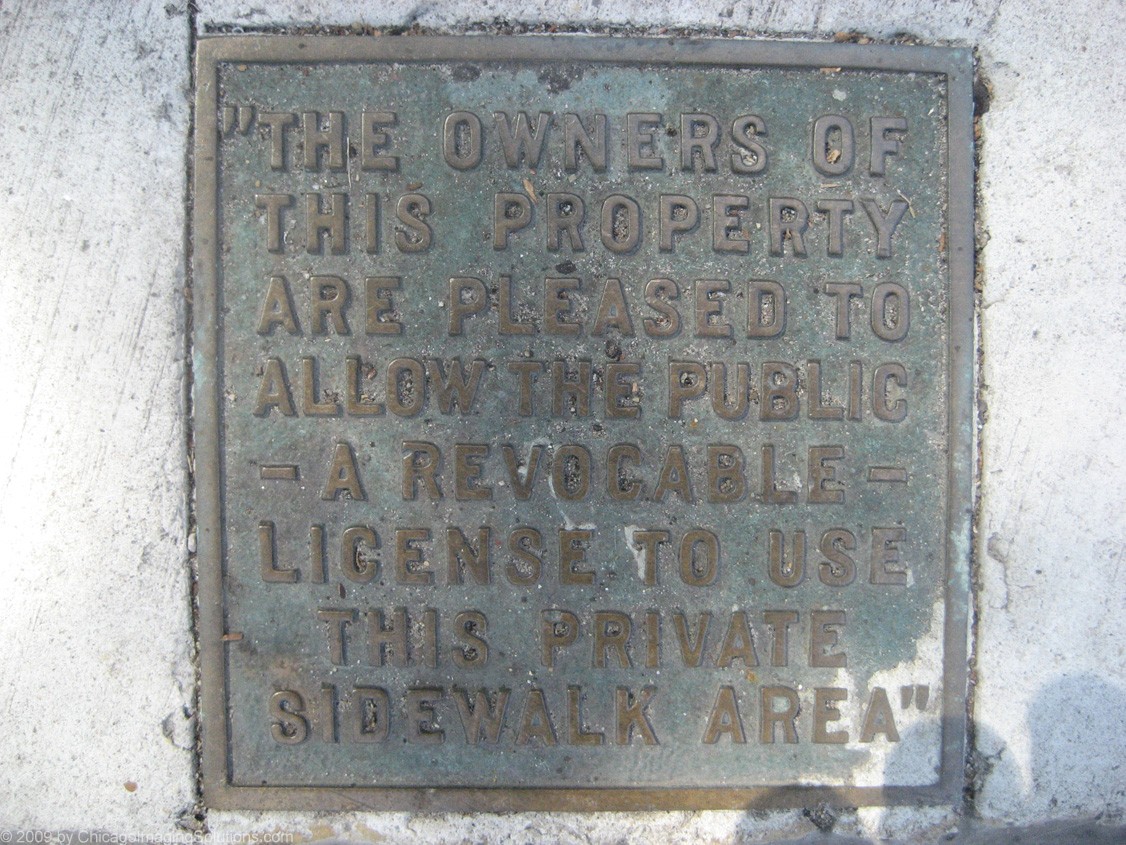 "THE OWNERS OF
THIS PROPERTY
ARE PLEASED TO
ALLOW THE PUBLIC
– A REVOCABLE –
LICENSE TO USE
THIS PRIVATE
SIDEWALK AREA"
© 2009 by ChicagoImagingSolutions.com